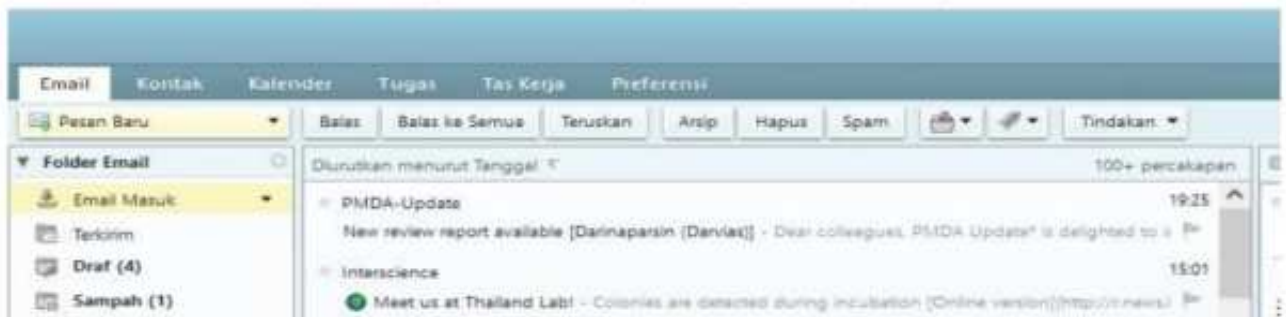 Email Kontak Kalender Tugas Tas Kerja Preferensi
Pesan Baru Balas Balas ke Semua Teruskan Arsip Hapus Spam Tindakan
Folder Email Diurutkan menurut Tanggal 100+ percakapan
Email Masuk PMDA-Update 19:25
Terkirim New review report available [Darinaparsin (Darvias)] - Dear colleagues, PMDA Update* is delighted to a
Draf (4) Interscience 15:01
Sampah (1) Meet us at Thailand Lab! - Colonies are detected during incubation [Online version](http://r.news.i